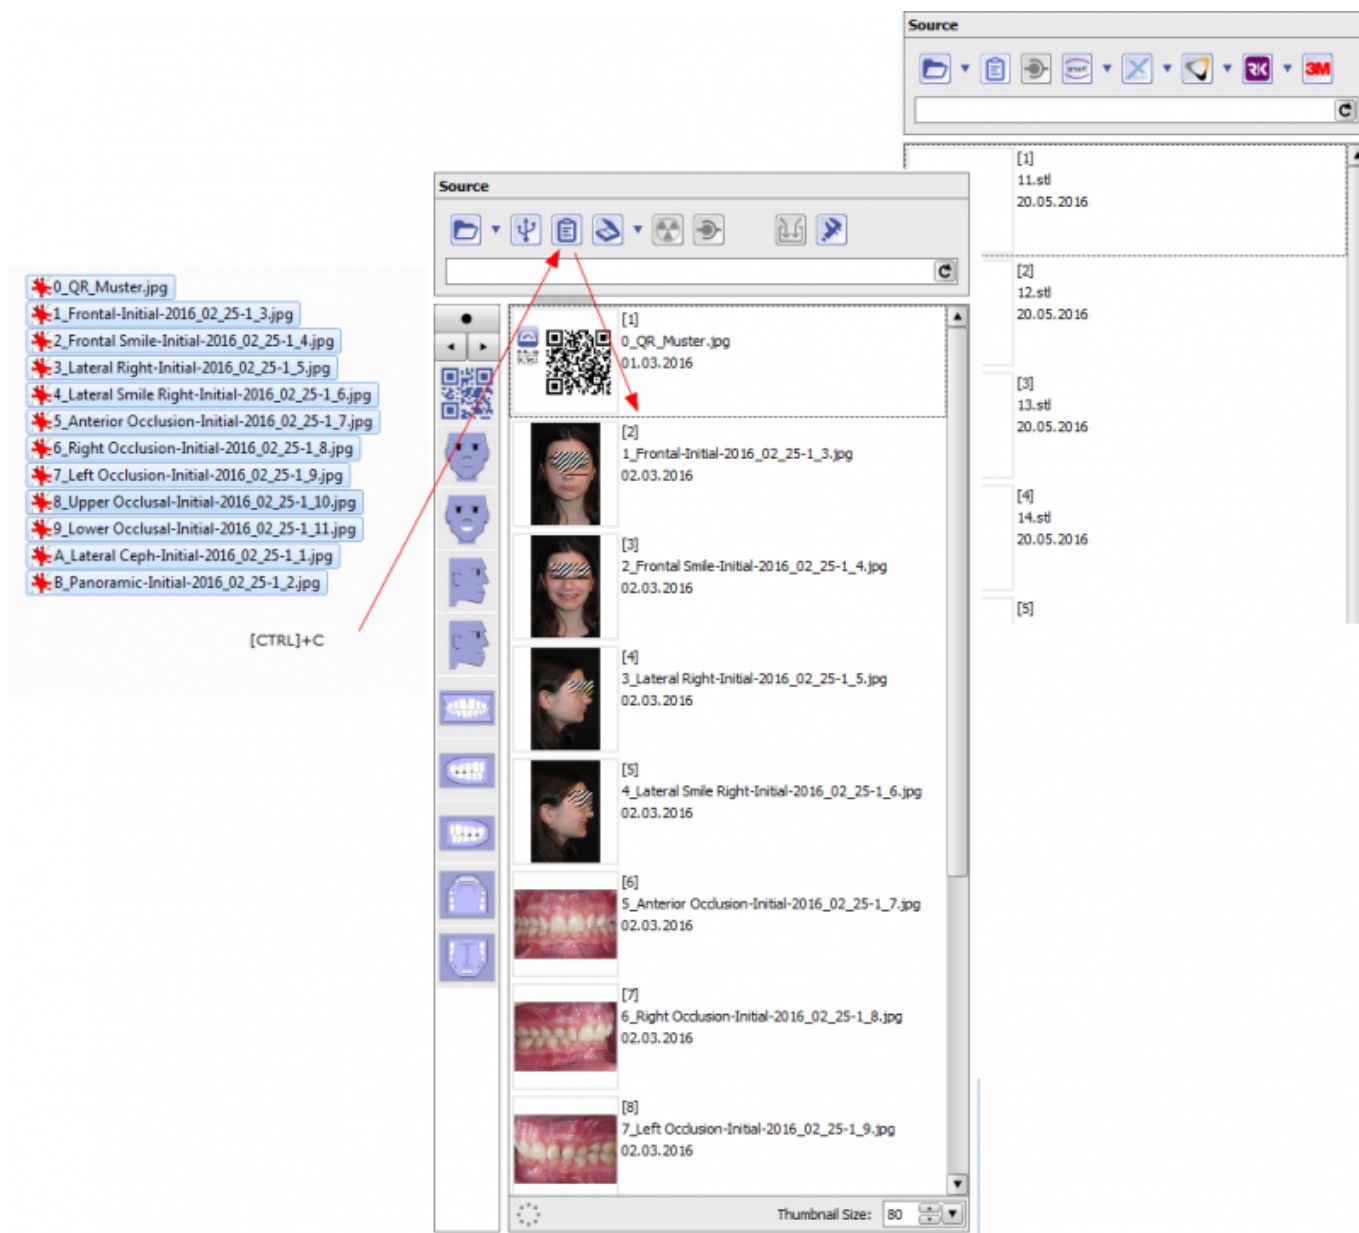 0_QR_Muster.jpg
1_Frontal-Initial-2016_02_25-1_3.jpg
2_Frontal Smile-Initial-2016_02_25-1_4.jpg
3_Lateral Right-Initial-2016_02_25-1_5.jpg
4_Lateral Smile Right-Initial-2016_02_25-1_6.jpg
5_Anterior Occlusion-Initial-2016_02_25-1_7.jpg
6_Right Occlusion-Initial-2016_02_25-1_8.jpg
7_Left Occlusion-Initial-2016_02_25-1_9.jpg
8_Upper Occlusal-Initial-2016_02_25-1_10.jpg
9_Lower Occlusal-Initial-2016_02_25-1_11.jpg
A_Lateral Ceph-Initial-2016_02_25-1_1.jpg
B_Panoramic-Initial-2016_02_25-1_2.jpg
[CTRL]+C
Source
[1]
0_QR_Muster.jpg
01.03.2016
[2]
1_Frontal-Initial-2016_02_25-1_3.jpg
02.03.2016
[3]
2_Frontal Smile-Initial-2016_02_25-1_4.jpg
02.03.2016
[4]
3_Lateral Right-Initial-2016_02_25-1_5.jpg
02.03.2016
[5]
4_Lateral Smile Right-Initial-2016_02_25-1_6.jpg
02.03.2016
[6]
5_Anterior Occlusion-Initial-2016_02_25-1_7.jpg
02.03.2016
[7]
6_Right Occlusion-Initial-2016_02_25-1_8.jpg
02.03.2016
[8]
7_Left Occlusion-Initial-2016_02_25-1_9.jpg
02.03.2016
Thumbnail Size: 80
Source
smart RK 3M
[1]
11.stl
20.05.2016
[2]
12.stl
20.05.2016
[3]
13.stl
20.05.2016
[4]
14.stl
20.05.2016
[5]